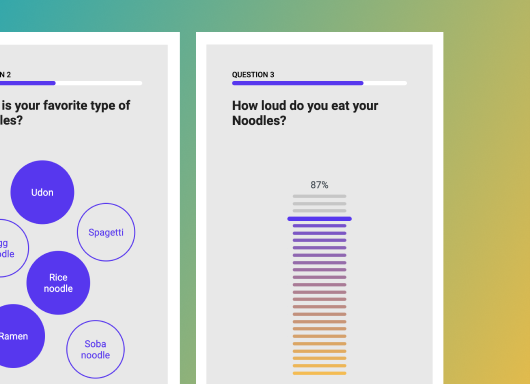 N 2
is your favorite type of
les?
Udon
Spagetti
gg
odle
Rice
noodle
Ramen
Soba
noodle
QUESTION 3
How loud do you eat your
Noodles?
87%